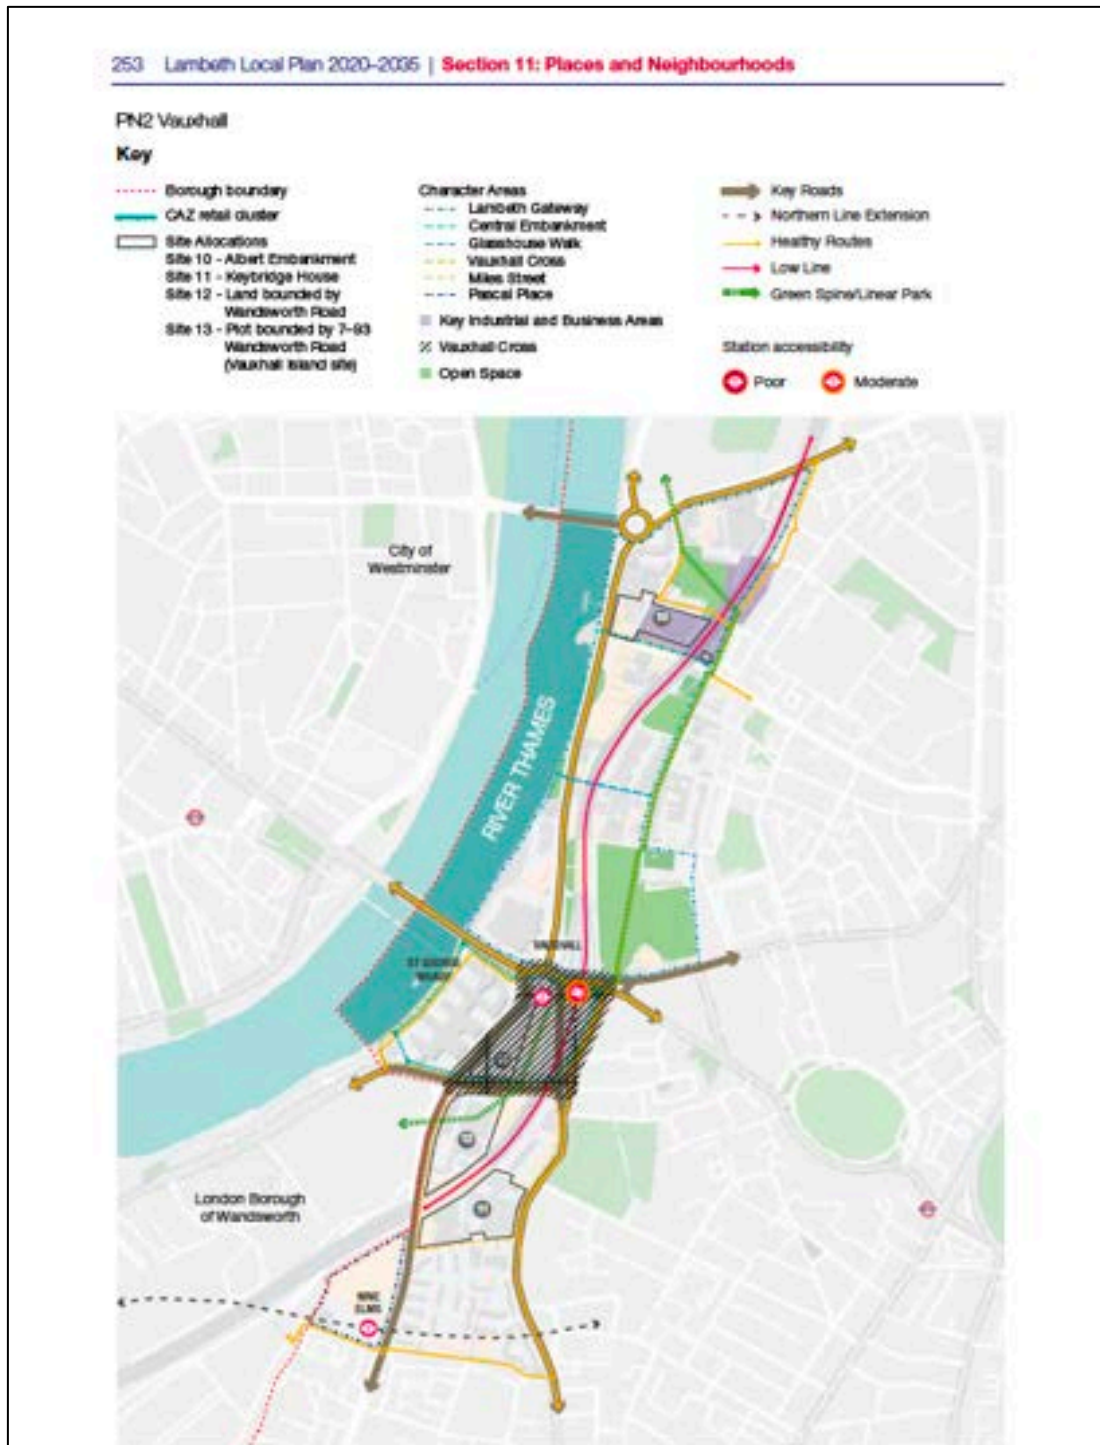 253 Lambeth Local Plan 2020–2035 | Section 11: Places and Neighbourhoods
PN2 Vauxhall
Key
Borough boundary
CAZ retail cluster
Site Allocations
Site 10 - Albert Embankment
Site 11 - Keybridge House
Site 12 - Land bounded by
Wandsworth Road
Site 13 - Plot bounded by 7–93
Wandsworth Road
(Vauxhall Island site)
Character Areas
Lambeth Gateway
Central Embankment
Glasshouse Walk
Vauxhall Cross
Miles Street
Pascal Place
Key Industrial and Business Areas
Vauxhall Cross
Open Space
Key Roads
Northern Line Extension
Healthy Routes
Low Line
Green Spine/Linear Park
Station accessibility
Poor
Moderate
City of
Westminster
RIVER THAMES
VAUXHALL
ST GEORGE
WHARF
London Borough
of Wandsworth
NINE
ELMS